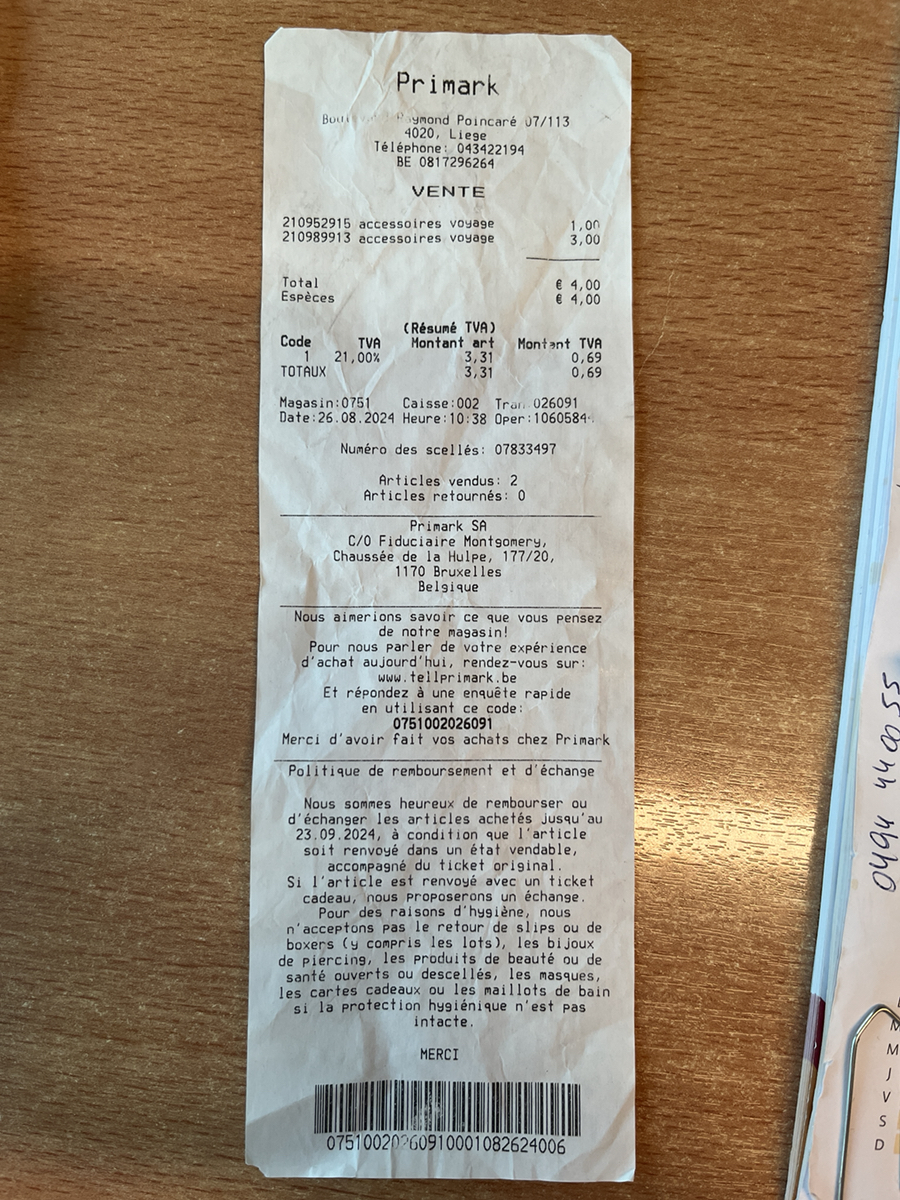 Primark
Raymond Poincaré 07/113
4020, Liege
Téléphone: 043422194
BE 0817296264
VENTE
210952915 accessoires voyage 1,00
210989913 accessoires voyage 3,00
Total € 4,00
Espèces € 4,00
(Résumé TVA)
Code TVA Montant art Montant TVA
1 21,00% 3,31 0,69
TOTAUX 3,31 0,69
Magasin:0751 Caisse:002 Tran:026091
Date:26.08.2024 Heure:10:38 Oper:1060584
Numéro des scellés: 07833497
Articles vendus: 2
Articles retournés: 0
Primark SA
C/O Fiduciaire Montgomery,
Chaussée de la Hulpe, 177/20,
1170 Bruxelles
Belgique
Nous aimerions savoir ce que vous pensez
de notre magasin!
Pour nous parler de votre expérience
d'achat aujourd'hui, rendez-vous sur:
www.tellprimark.be
Et répondez à une enquête rapide
en utilisant ce code:
0751002026091
Merci d'avoir fait vos achats chez Primark
Politique de remboursement et d'échange
Nous sommes heureux de rembourser ou
d'échanger les articles achetés jusqu'au
23.09.2024, à condition que l'article
soit renvoyé dans un état vendable,
accompagné du ticket original.
Si l'article est renvoyé avec un ticket
cadeau, nous proposerons un échange.
Pour des raisons d'hygiène, nous
n'acceptons pas le retour de slips ou de
boxers (y compris les lots), les bijoux
de piercing, les produits de beauté ou de
santé ouverts ou descellés, les masques,
les cartes cadeaux ou les maillots de bain
si la protection hygiénique n'est pas
intacte.
MERCI
07510020260910001082624006
0494 440055
M
M
J
V
S
D